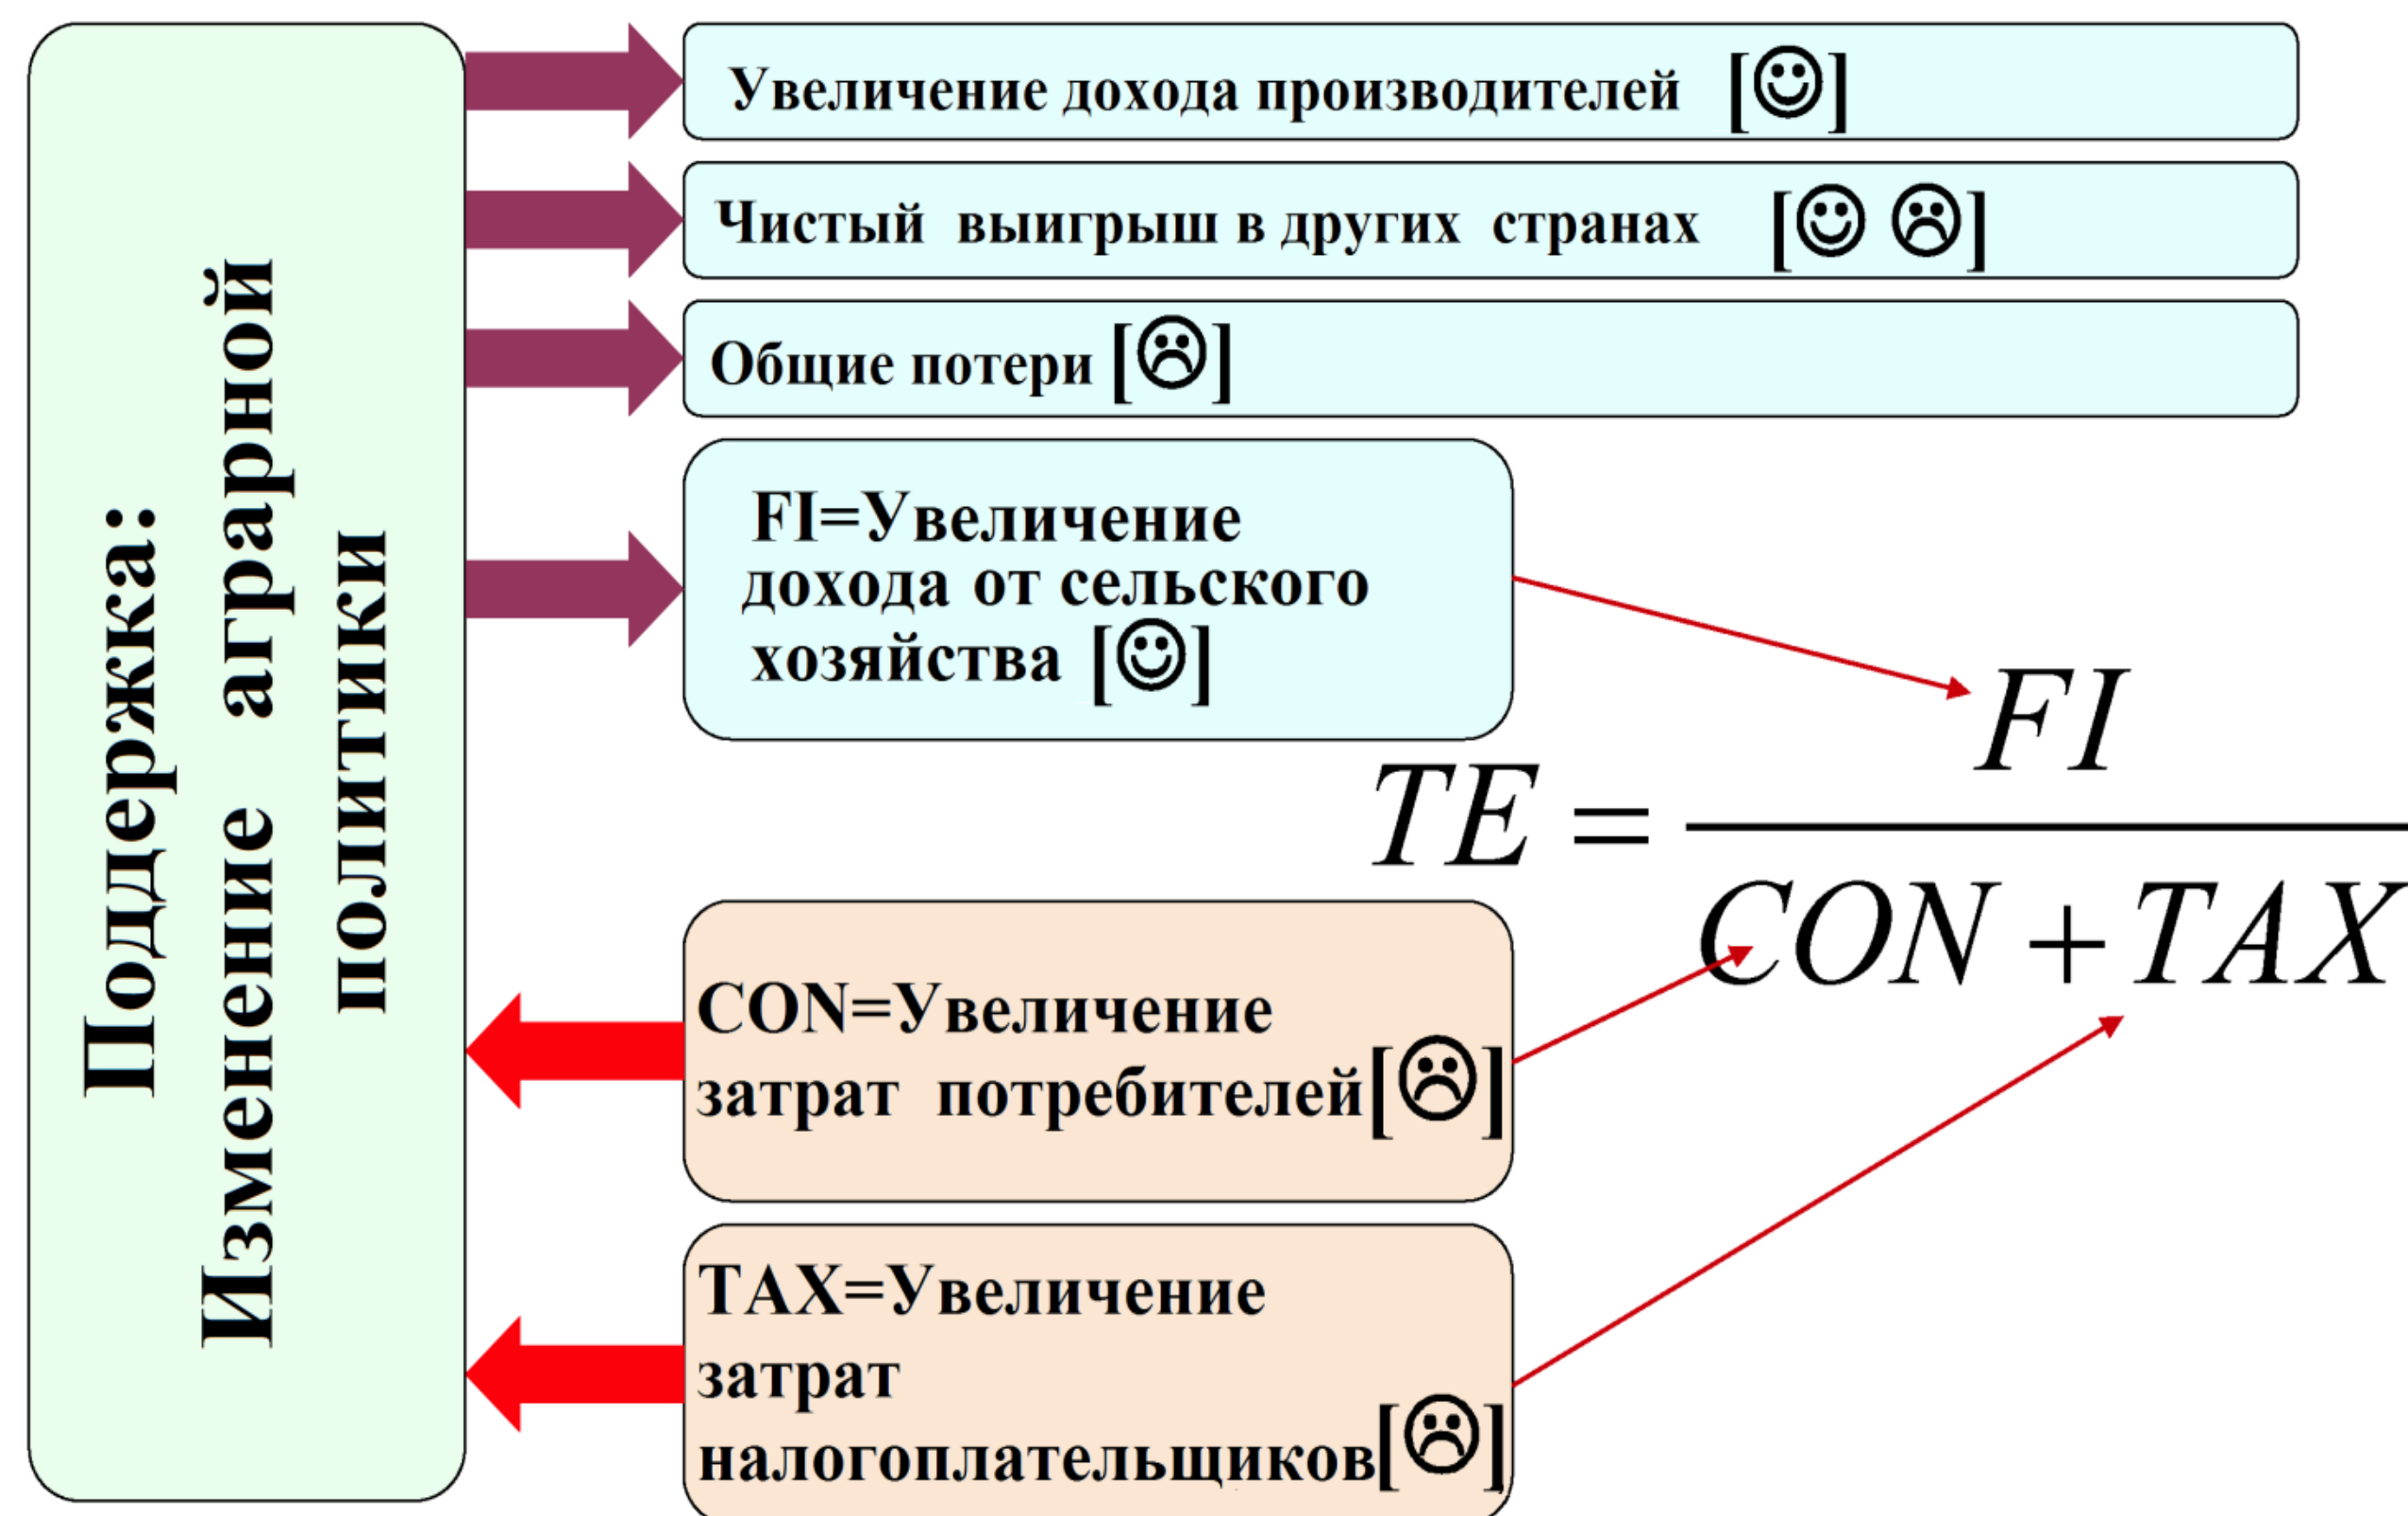 Поддержка:
Изменение аграрной
политики
Увеличение дохода производителей [☺]
Чистый выигрыш в других странах [☺ ☹]
Общие потери [☹]
FI=Увеличение
дохода от сельского
хозяйства [☺]
TE = FI / CON + TAX
CON=Увеличение
затрат потребителей[☹]
TAX=Увеличение
затрат
налогоплательщиков[☹]